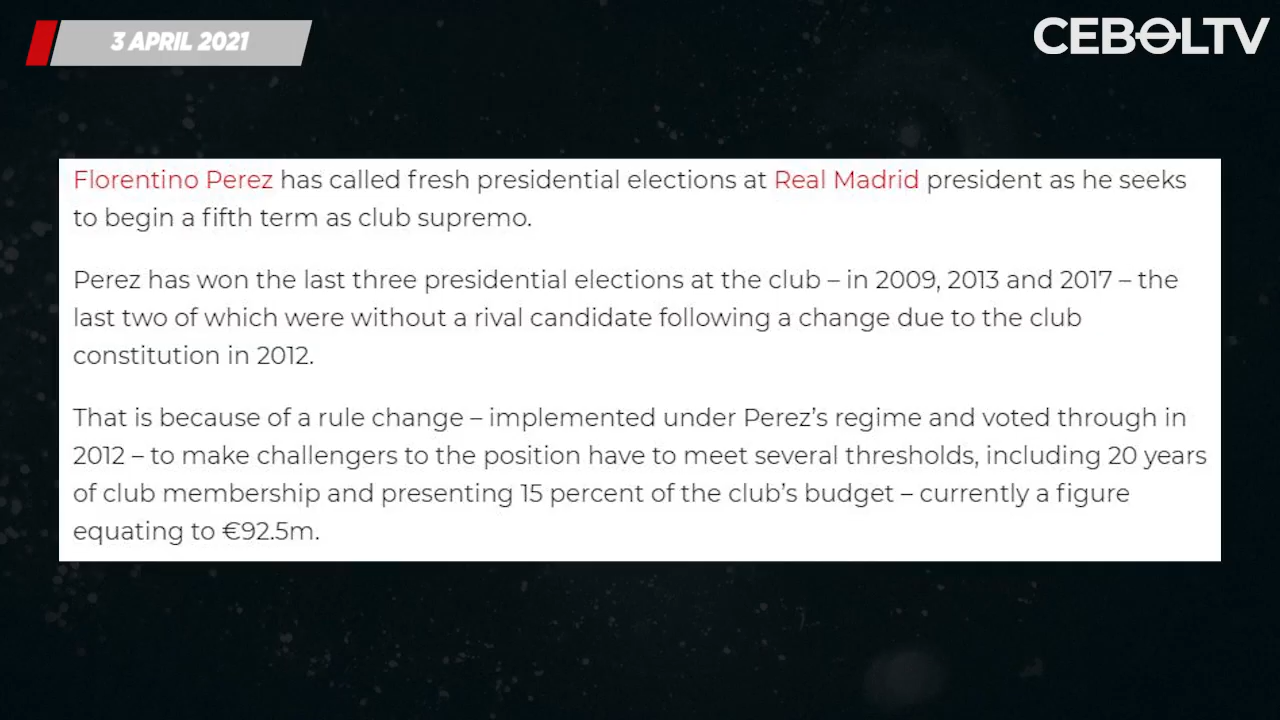 3 APRIL 2021
CEBOLTV
Florentino Perez has called fresh presidential elections at Real Madrid president as he seeks
to begin a fifth term as club supremo.
Perez has won the last three presidential elections at the club – in 2009, 2013 and 2017 – the
last two of which were without a rival candidate following a change due to the club
constitution in 2012.
That is because of a rule change – implemented under Perez’s regime and voted through in
2012 – to make challengers to the position have to meet several thresholds, including 20 years
of club membership and presenting 15 percent of the club’s budget – currently a figure
equating to €92.5m.